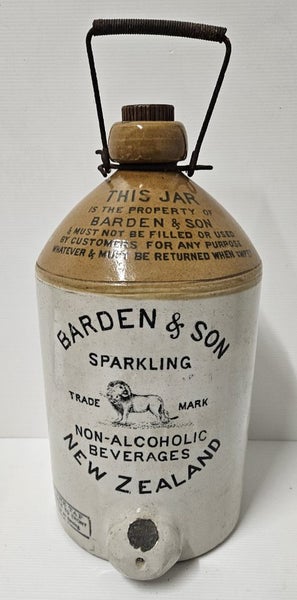 THIS JAR
IS THE PROPERTY OF
BARDEN & SON
& MUST NOT BE FILLED OR USED
BY CUSTOMERS FOR ANY PURPOSE
WHATEVER & MUST BE RETURNED WHEN EMPTY
BARDEN & SON
SPARKLING
TRADE MARK
NON-ALCOHOLIC
BEVERAGES
NEW ZEALAND